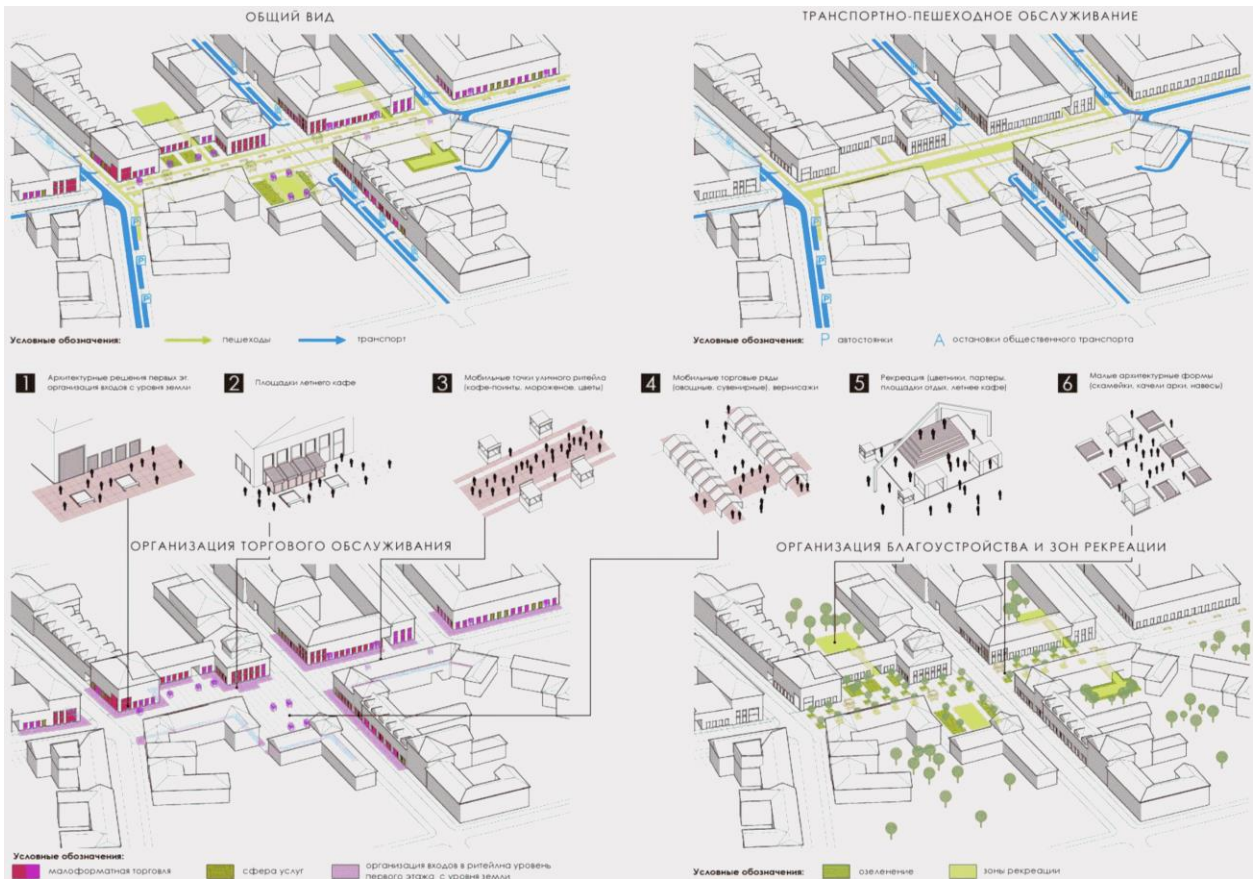 ОБЩИЙ ВИД
ТРАНСПОРТНО-ПЕШЕХОДНОЕ ОБСЛУЖИВАНИЕ
Условные обозначения:
пешеходы
транспорт
Условные обозначения:
P автостоянки
А остановки общественного транспорта
1 Архитектурные решения первых эт.
организация входов с уровня земли
2 Площадки летнего кафе
3 Мобильные точки уличного ритейла
(кафе-поинты, мороженое, цветы)
4 Мобильные торговые ряды
(овощные, сувенирные), вернисажи
5 Рекреация (цветники, партеры,
площадки отдых, летнее кафе)
6 Малые архитектурные формы
(скамейки, качели арки, навесы)
ОРГАНИЗАЦИЯ ТОРГОВОГО ОБСЛУЖИВАНИЯ
ОРГАНИЗАЦИЯ БЛАГОУСТРОЙСТВА И ЗОН РЕКРЕАЦИИ
Условные обозначения:
малоформатная торговля
сфера услуг
организация входов в ритейлна уровень
первого этажа с уровня земли
Условные обозначения:
озеленение
зоны рекреации